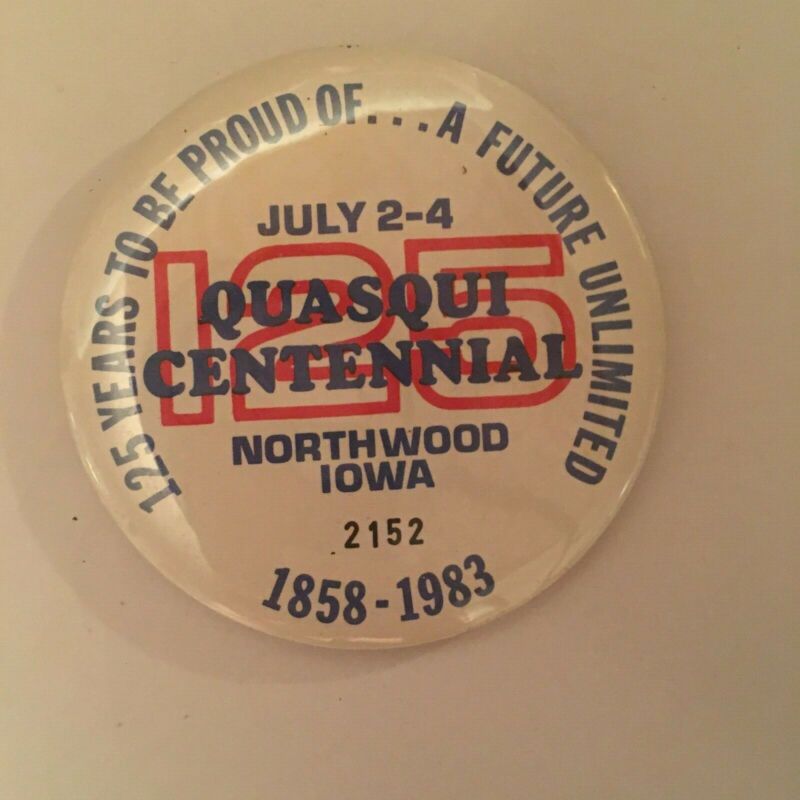 125 YEARS TO BE PROUD OF. . . . A FUTURE UNLIMITED
JULY 2-4
125
QUASQUI
CENTENNIAL
NORTHWOOD
IOWA
2152
1858-1983